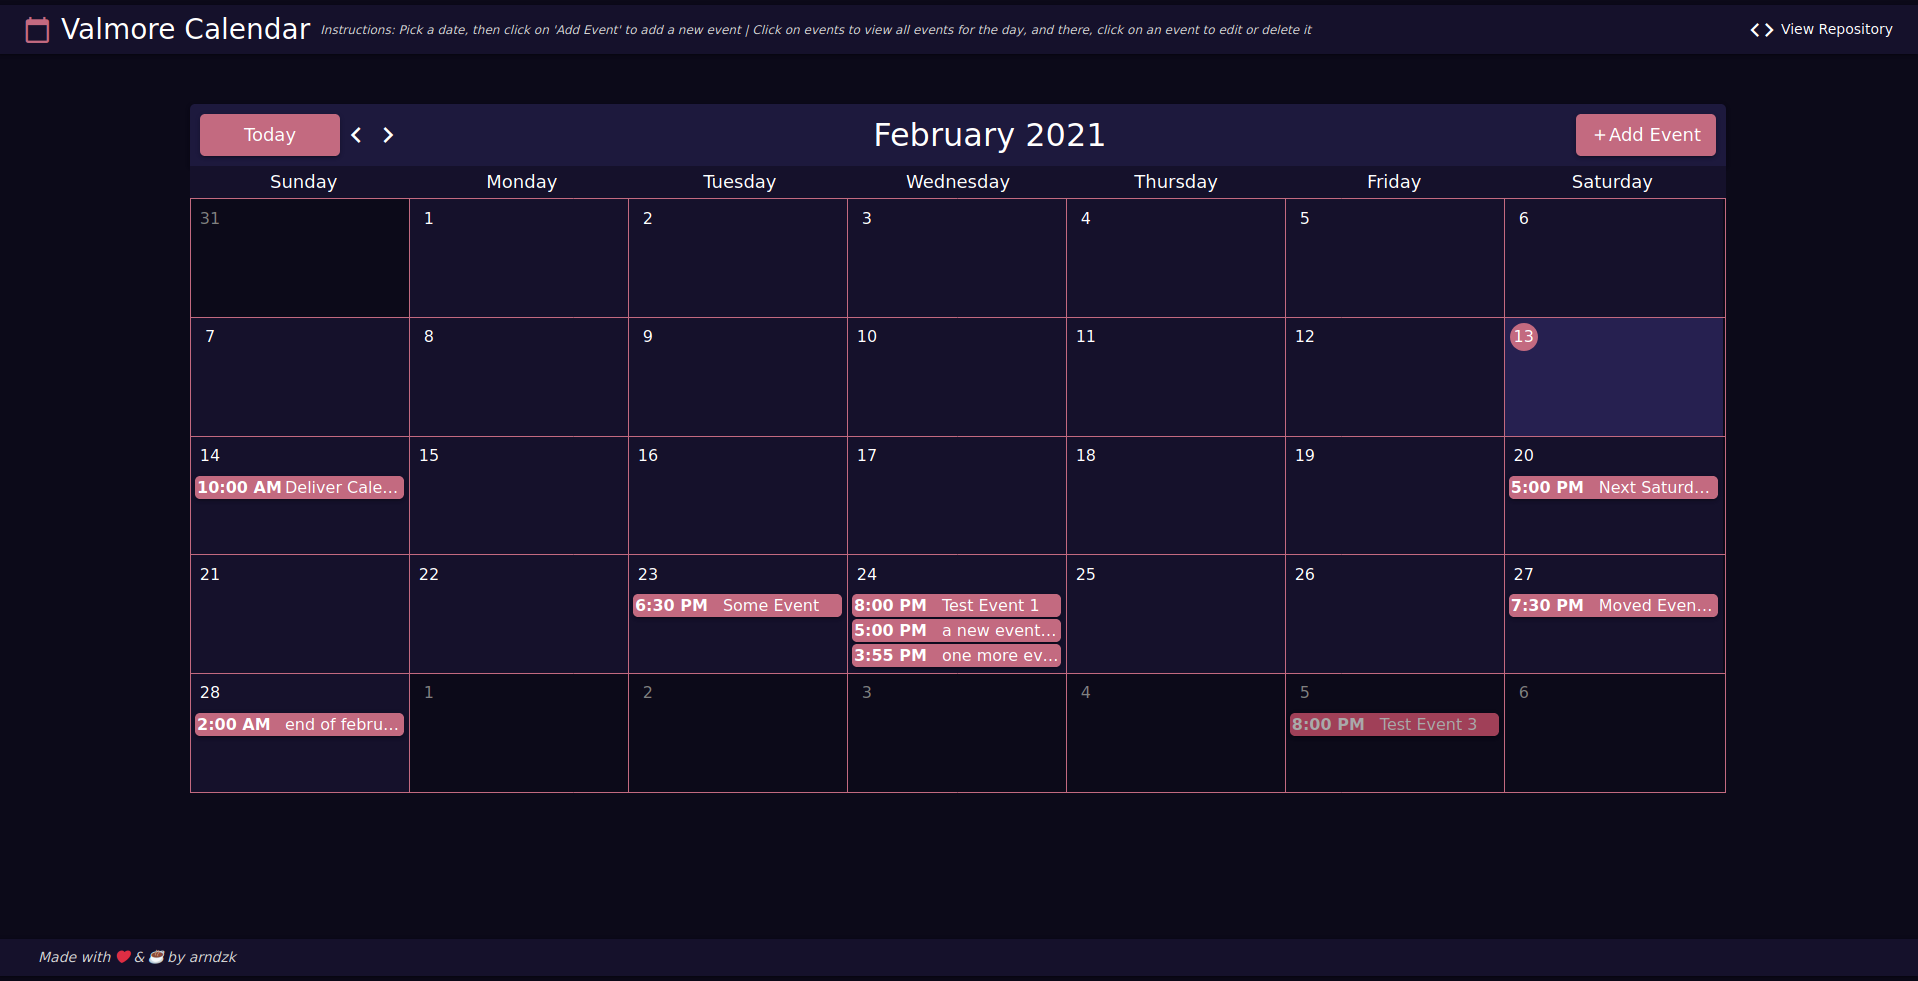 Valmore Calendar
Instructions: Pick a date, then click on 'Add Event' to add a new event | Click on events to view all events for the day, and there, click on an event to edit or delete it
View Repository
Today
February 2021
+Add Event
Sunday Monday Tuesday Wednesday Thursday Friday Saturday
31 1 2 3 4 5 6
7 8 9 10 11 12 13
14 15 16 17 18 19 20
10:00 AM Deliver Cale...
5:00 PM Next Saturd...
21 22 23 24 25 26 27
6:30 PM Some Event
8:00 PM Test Event 1
5:00 PM a new event...
3:55 PM one more ev...
7:30 PM Moved Even...
28 1 2 3 4 5 6
2:00 AM end of febru...
8:00 PM Test Event 3
Made with ❤️ & ☕ by arndzk